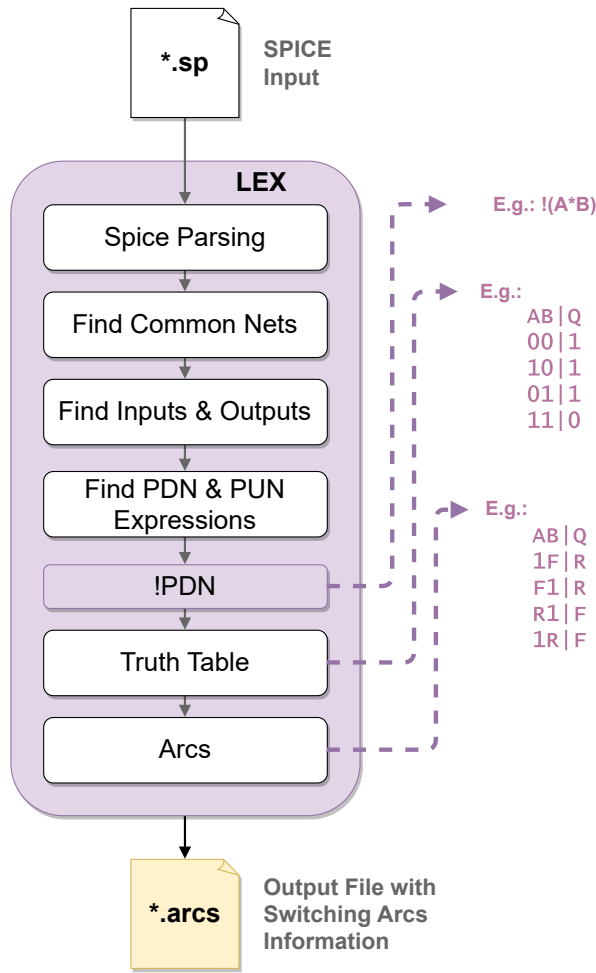 *.sp
SPICE
Input
LEX
Spice Parsing
E.g.: !(A*B)
Find Common Nets
E.g.:
AB|Q
00|1
10|1
01|1
11|0
Find Inputs & Outputs
Find PDN & PUN
Expressions
E.g.:
AB|Q
1F|R
F1|R
R1|F
1R|F
!PDN
Truth Table
Arcs
*.arcs
Output File with
Switching Arcs
Information